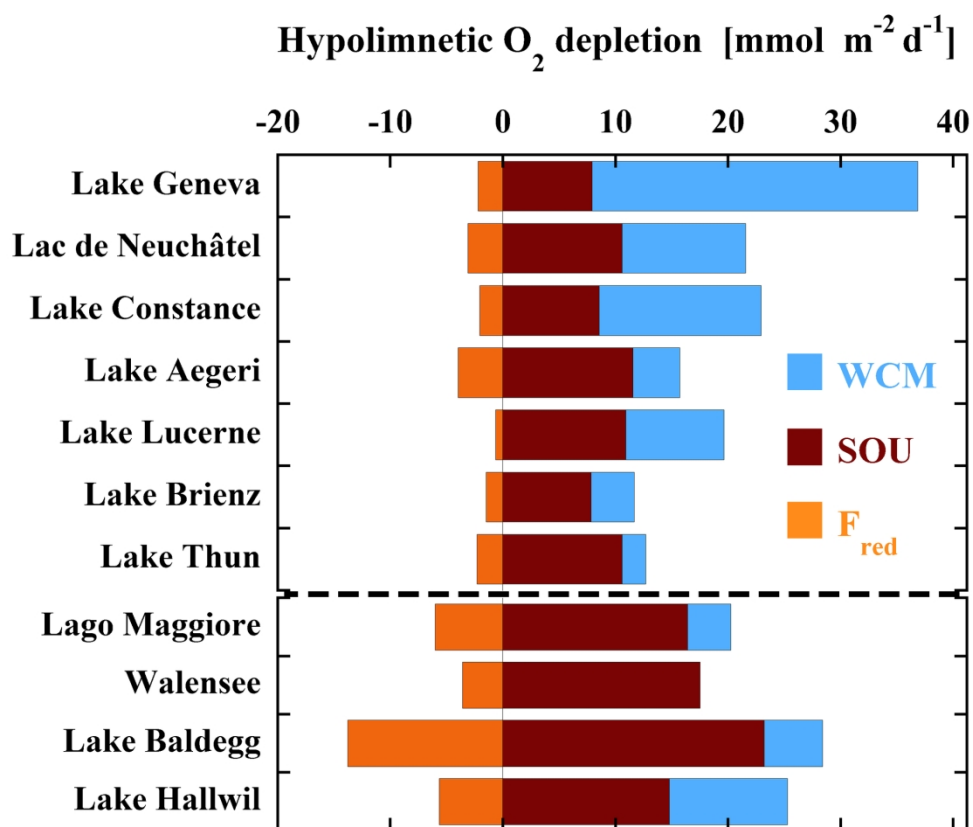 Hypolimnetic O₂ depletion [mmol m⁻² d⁻¹]
-20 -10 0 10 20 30 40
Lake Geneva
Lac de Neuchâtel
Lake Constance
Lake Aegeri
WCM
Lake Lucerne
SOU
Lake Brienz
F_red
Lake Thun
Lago Maggiore
Walensee
Lake Baldegg
Lake Hallwil